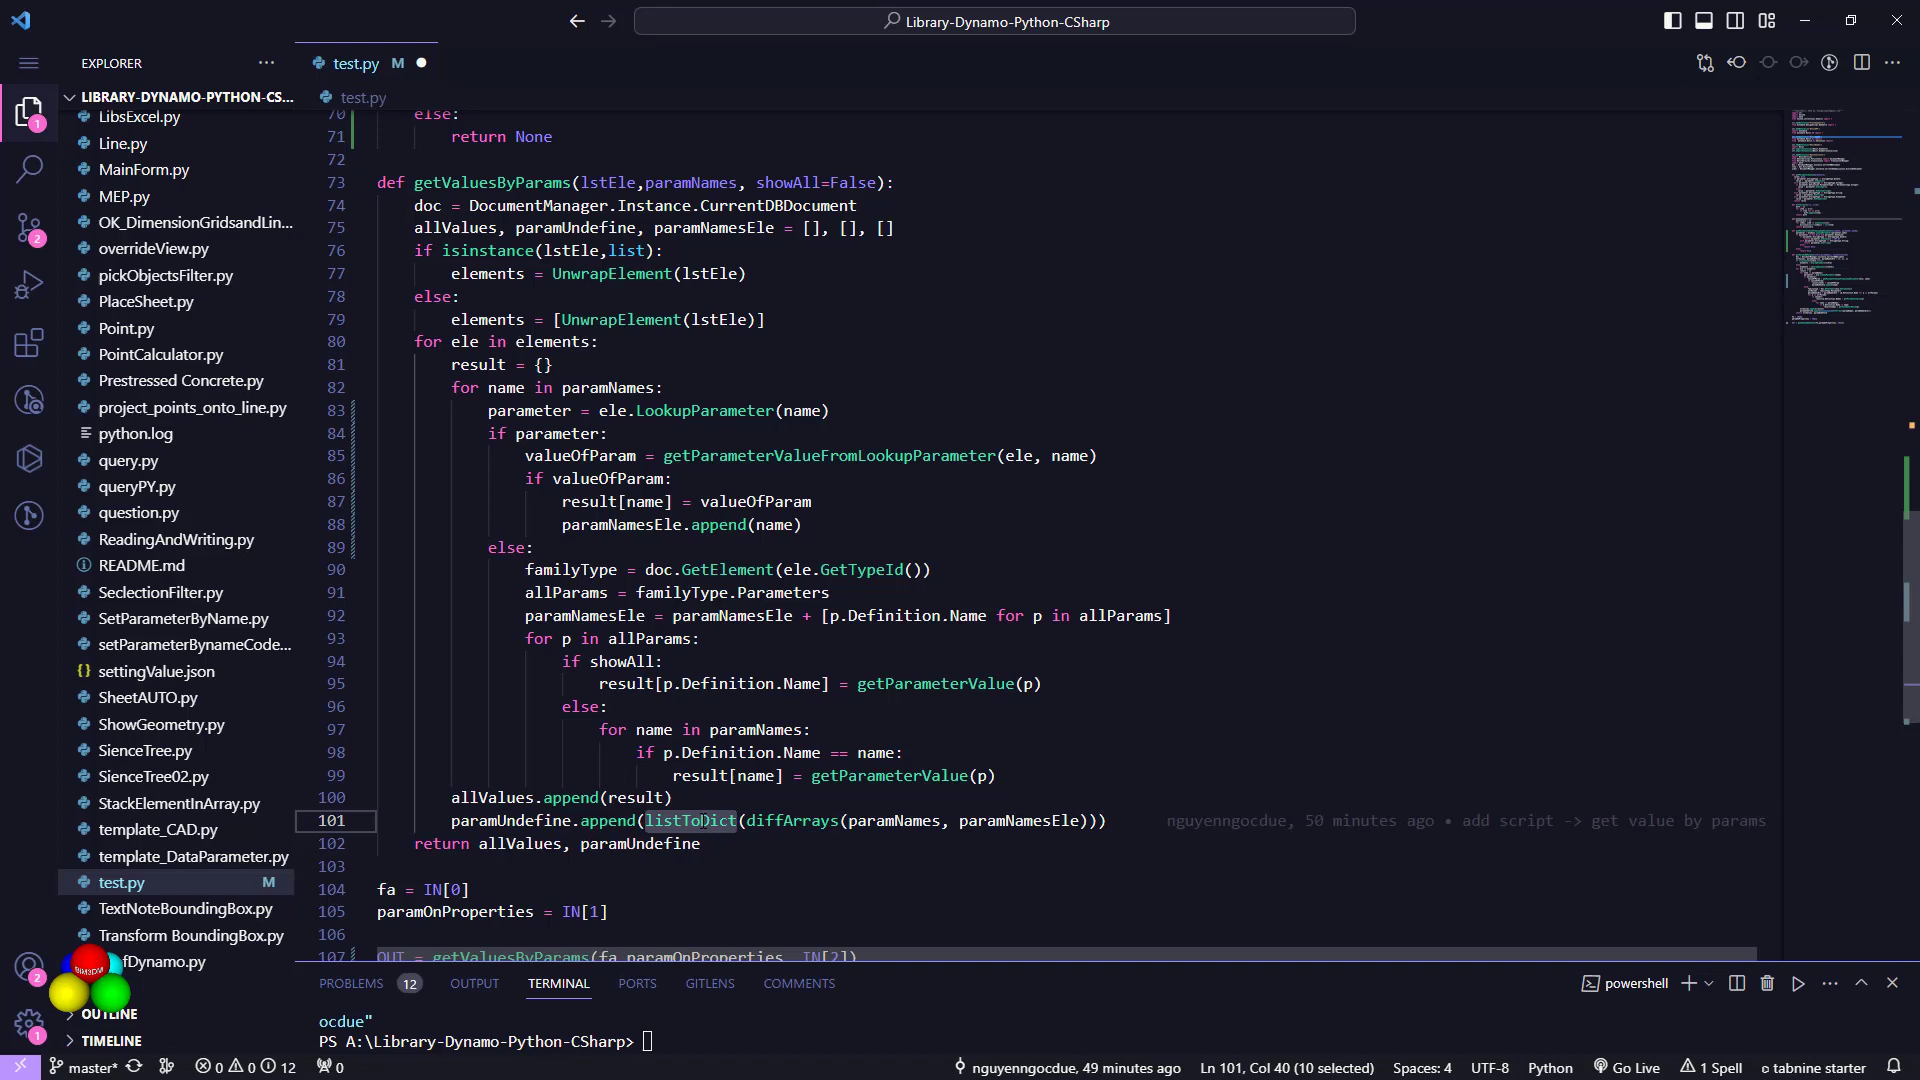 Library-Dynamo-Python-CSharp
EXPLORER
test.py M
LIBRARY-DYNAMO-PYTHON-CS...
test.py
LibsExcel.py
Line.py
MainForm.py
MEP.py
OK_DimensionGridsandLin...
overrideView.py
pickObjectsFilter.py
PlaceSheet.py
Point.py
PointCalculator.py
Prestressed Concrete.py
project_points_onto_line.py
python.log
query.py
queryPY.py
question.py
ReadingAndWriting.py
README.md
SeclectionFilter.py
SetParameterByName.py
setParameterBynameCode...
settingValue.json
SheetAUTO.py
ShowGeometry.py
SienceTree.py
SienceTree02.py
StackElementInArray.py
template_CAD.py
template_DataParameter.py
test.py M
TextNoteBoundingBox.py
Transform BoundingBox.py
fDynamo.py
BIM3DM
OUTLINE
TIMELINE
1
2
2
1
70 else:
71 return None
72
73 def getValuesByParams(lstEle,paramNames, showAll=False):
74 doc = DocumentManager.Instance.CurrentDBDocument
75 allValues, paramUndefine, paramNamesEle = [], [], []
76 if isinstance(lstEle,list):
77 elements = UnwrapElement(lstEle)
78 else:
79 elements = [UnwrapElement(lstEle)]
80 for ele in elements:
81 result = {}
82 for name in paramNames:
83 parameter = ele.LookupParameter(name)
84 if parameter:
85 valueOfParam = getParameterValueFromLookupParameter(ele, name)
86 if valueOfParam:
87 result[name] = valueOfParam
88 paramNamesEle.append(name)
89 else:
90 familyType = doc.GetElement(ele.GetTypeId())
91 allParams = familyType.Parameters
92 paramNamesEle = paramNamesEle + [p.Definition.Name for p in allParams]
93 for p in allParams:
94 if showAll:
95 result[p.Definition.Name] = getParameterValue(p)
96 else:
97 for name in paramNames:
98 if p.Definition.Name == name:
99 result[name] = getParameterValue(p)
100 allValues.append(result)
101 paramUndefine.append(listToDict(diffArrays(paramNames, paramNamesEle))) nguyenngocdue, 50 minutes ago • add script -> get value by params
102 return allValues, paramUndefine
103
104 fa = IN[0]
105 paramOnProperties = IN[1]
106
107 OUT = getValuesByParams(fa,paramOnProperties, IN[2])
PROBLEMS 12 OUTPUT TERMINAL PORTS GITLENS COMMENTS powershell
ocdue"
PS A:\Library-Dynamo-Python-CSharp>
master* 0 0 12 0 nguyenngocdue, 49 minutes ago Ln 101, Col 40 (10 selected) Spaces: 4 UTF-8 Python Go Live 1 Spell tabnine starter